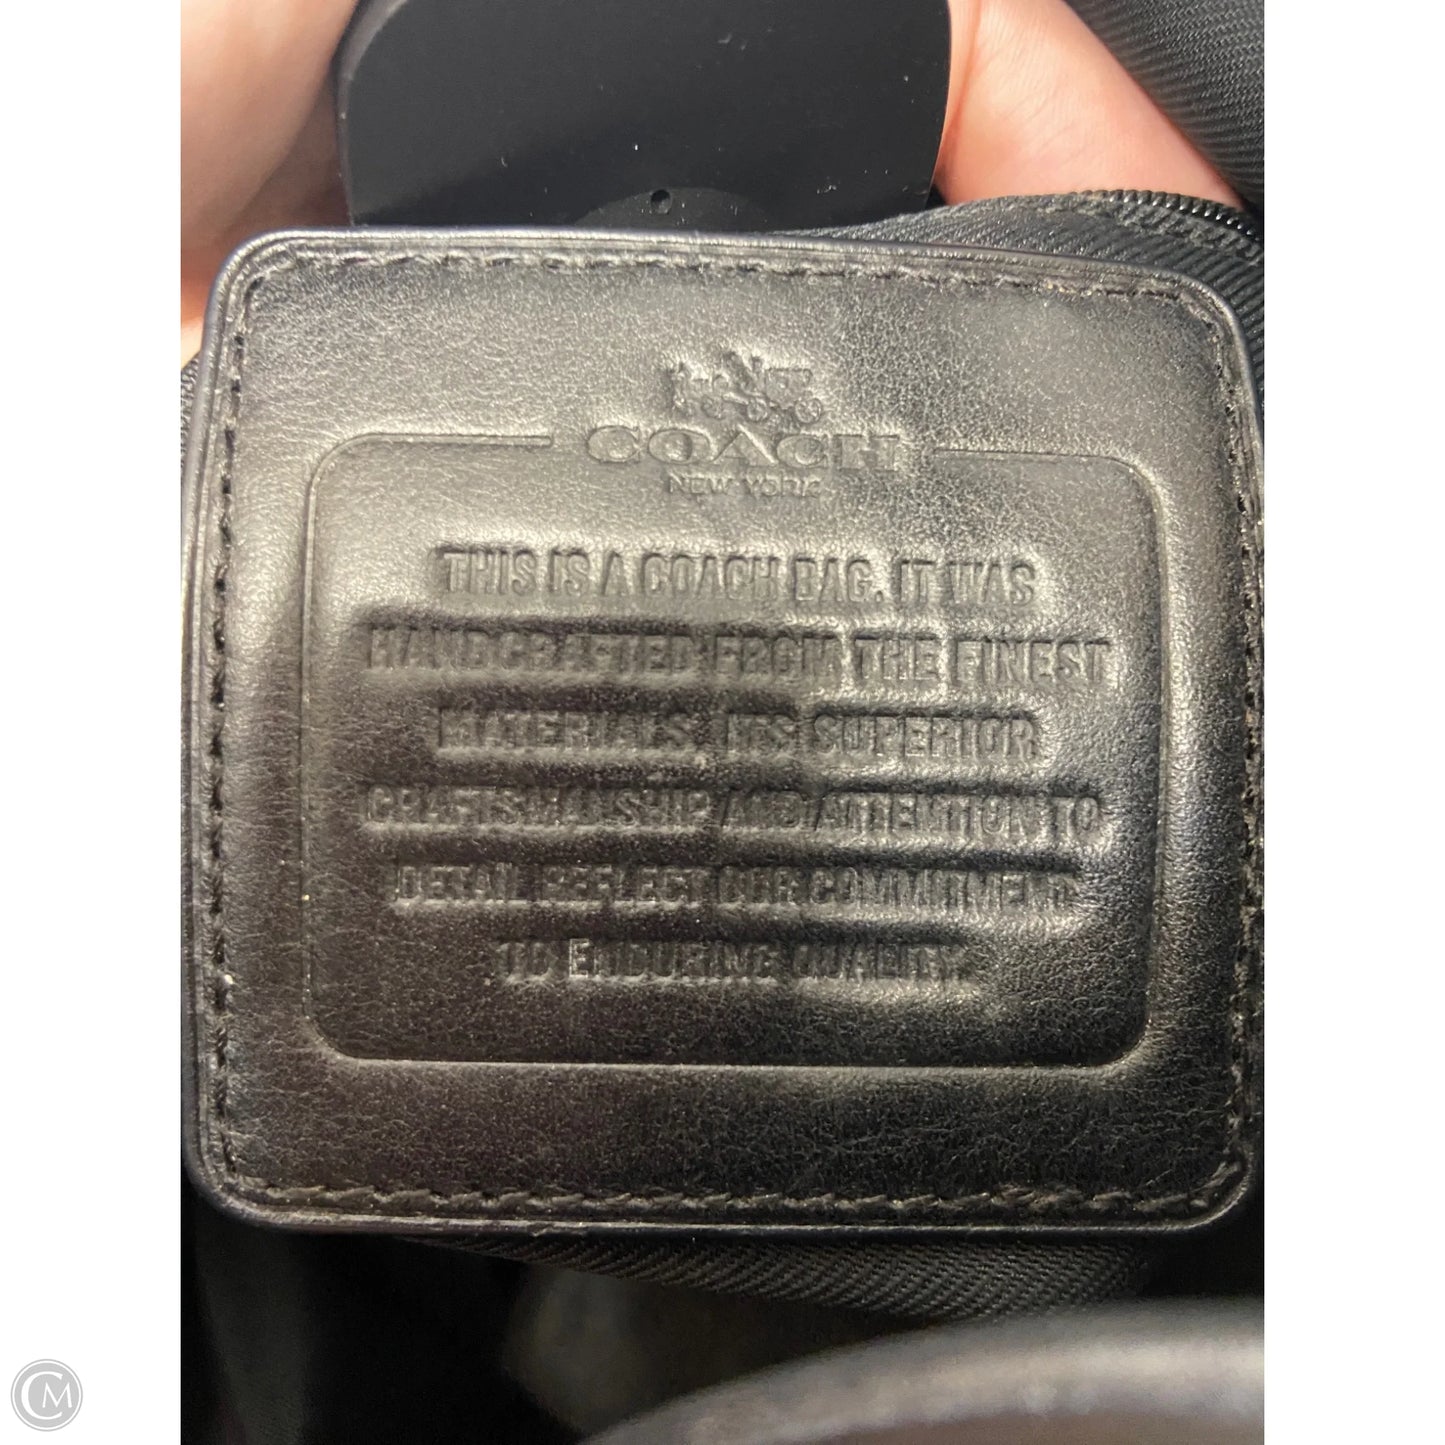 COACH
NEW YORK
THIS IS A COACH BAG. IT WAS
HANDCRAFTED FROM THE FINEST
MATERIALS. ITS SUPERIOR
CRAFTSMANSHIP AND ATTENTION TO
DETAIL REFLECT OUR COMMITMENT
TO ENDURING QUALITY.
CM